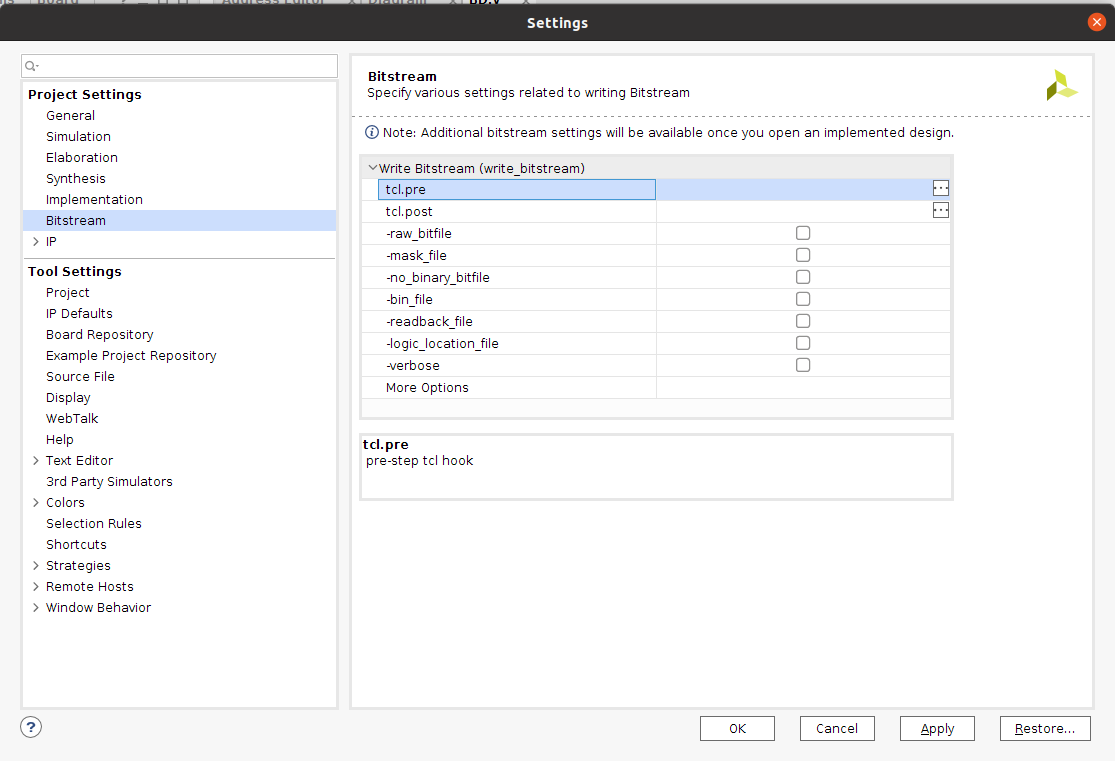 Board
Address Editor
Diagram
Settings
Project Settings
General
Simulation
Elaboration
Synthesis
Implementation
Bitstream
IP
Tool Settings
Project
IP Defaults
Board Repository
Example Project Repository
Source File
Display
WebTalk
Help
Text Editor
3rd Party Simulators
Colors
Selection Rules
Shortcuts
Strategies
Remote Hosts
Window Behavior
Bitstream
Specify various settings related to writing Bitstream
Note: Additional bitstream settings will be available once you open an implemented design.
Write Bitstream (write_bitstream)
tcl.pre
tcl.post
-raw_bitfile
-mask_file
-no_binary_bitfile
-bin_file
-readback_file
-logic_location_file
-verbose
More Options
tcl.pre
pre-step tcl hook
?
OK
Cancel
Apply
Restore...